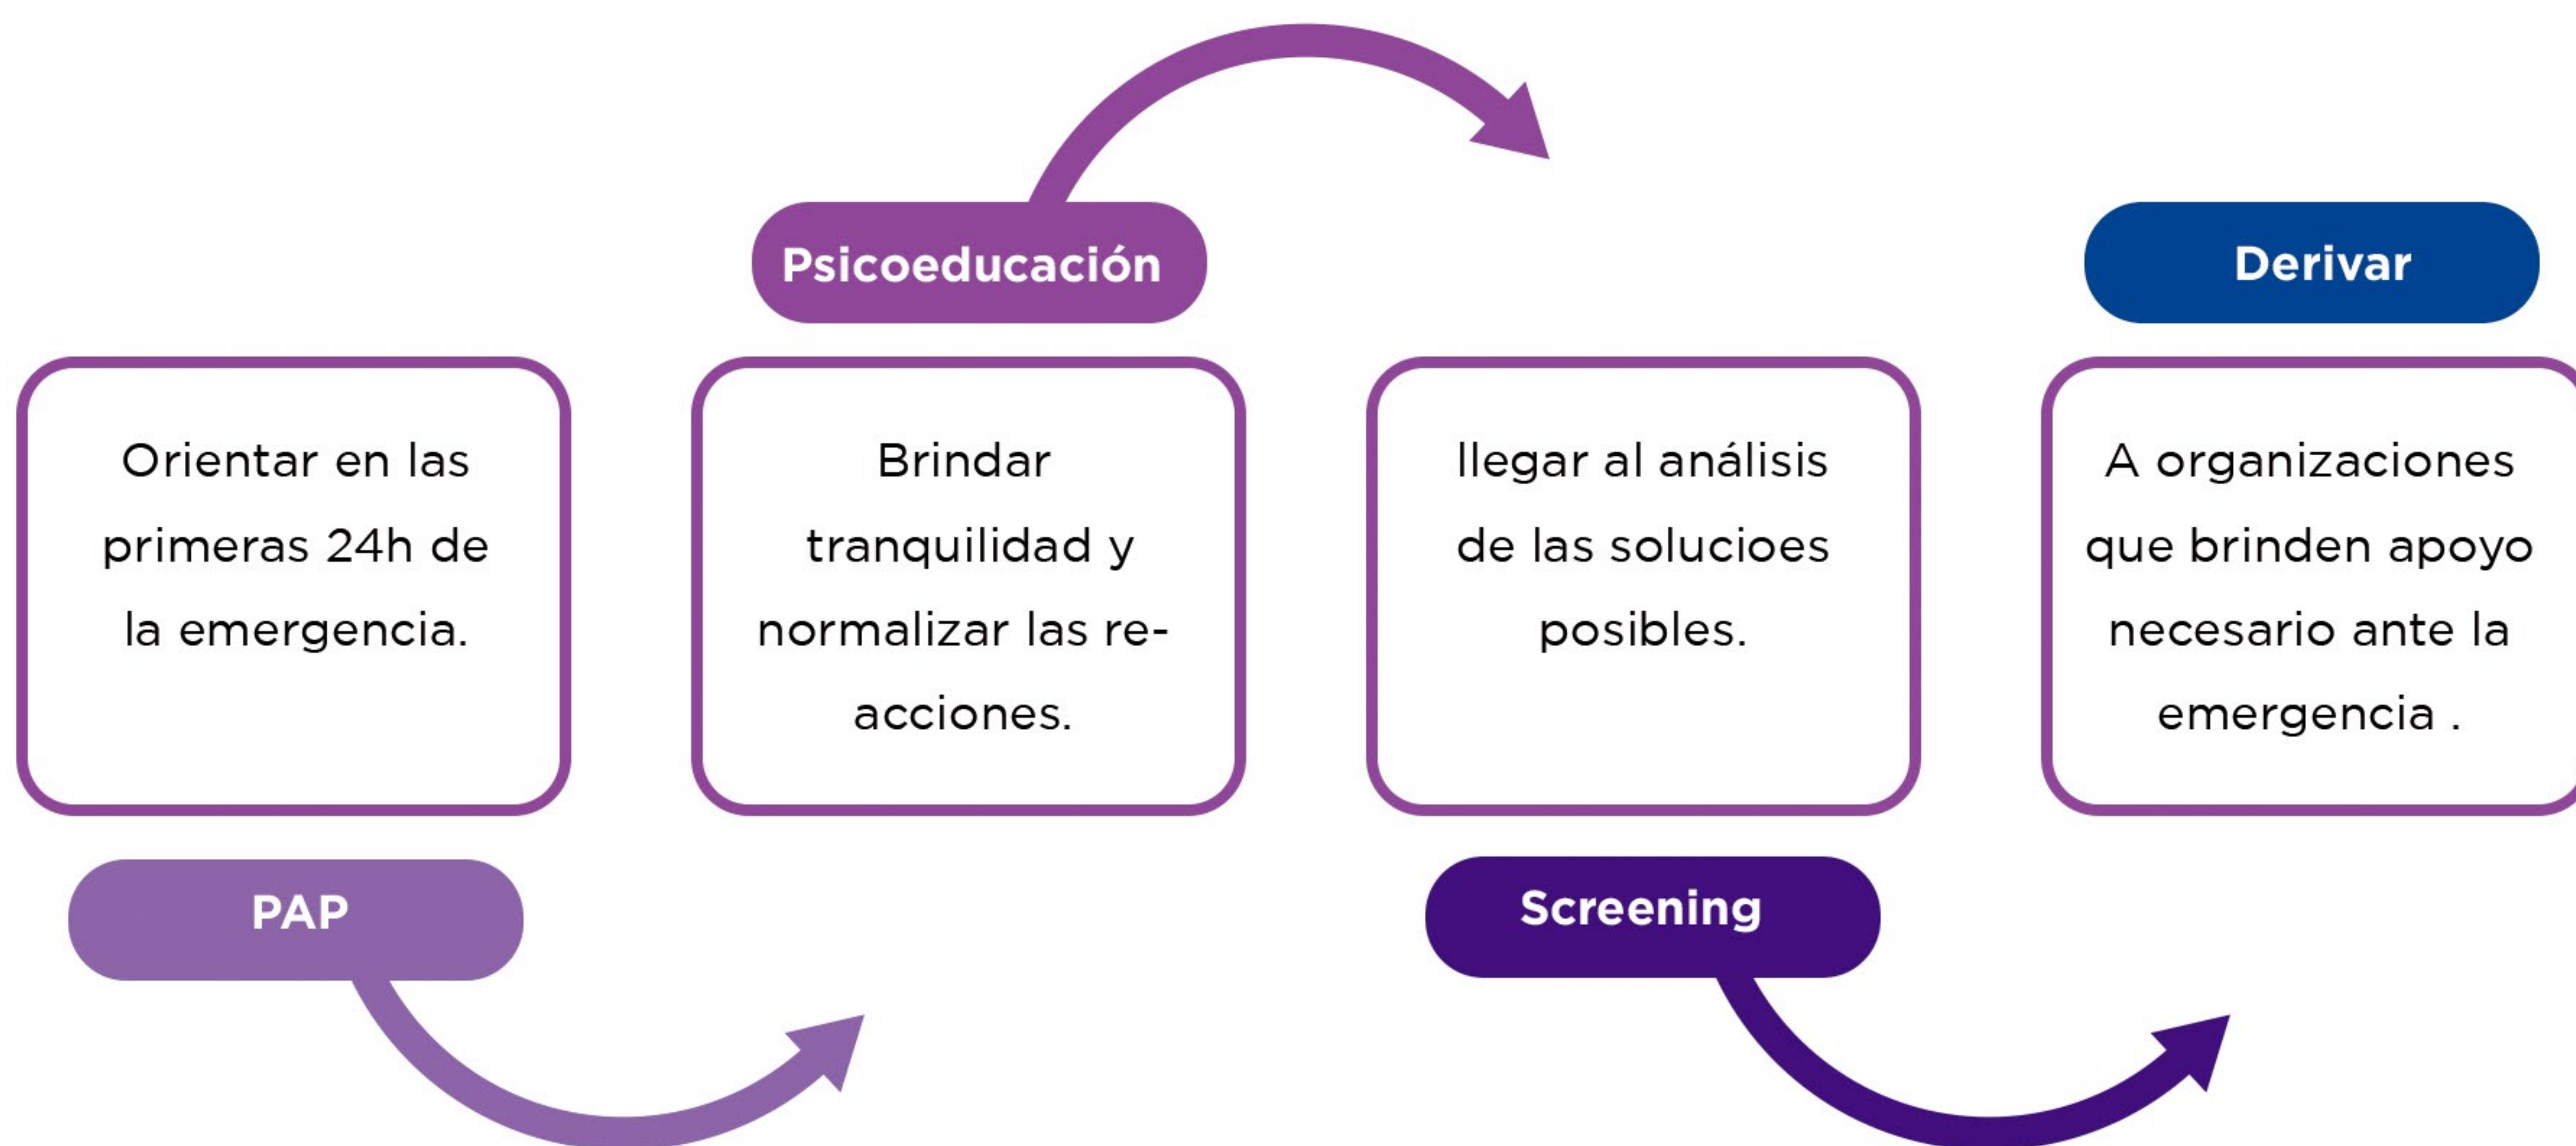 Psicoeducación
Derivar
Orientar en las
primeras 24h de
la emergencia.
Brindar
tranquilidad y
normalizar las re-
acciones.
llegar al análisis
de las solucioes
posibles.
A organizaciones
que brinden apoyo
necesario ante la
emergencia .
PAP
Screening